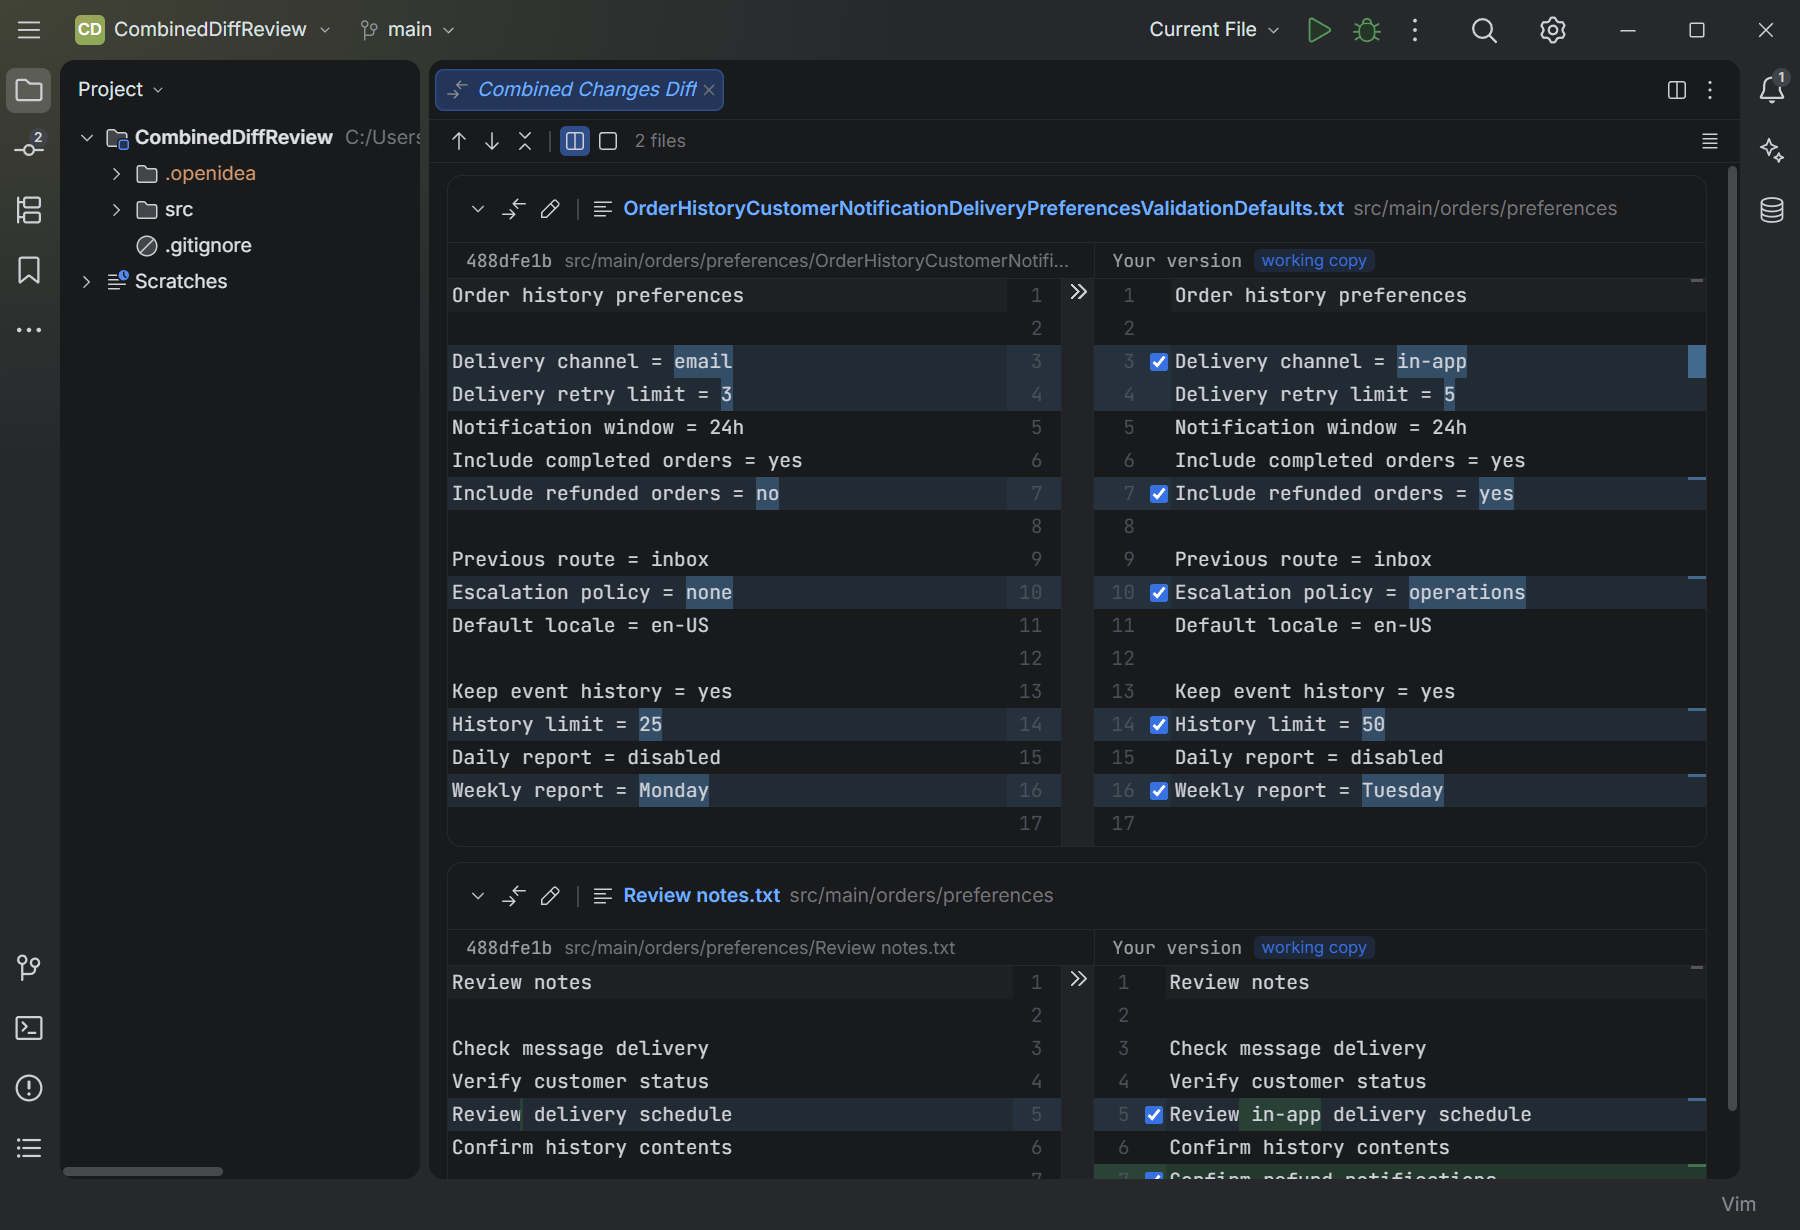 CD CombinedDiffReview main Current File
Project
CombinedDiffReview C:/Users
.openidea
src
.gitignore
Scratches
2
1
Combined Changes Diff
2 files
OrderHistoryCustomerNotificationDeliveryPreferencesValidationDefaults.txt src/main/orders/preferences
488dfe1b src/main/orders/preferences/OrderHistoryCustomerNotifi... Your version working copy
Order history preferences 1 1 Order history preferences
2 2
Delivery channel = email 3 3 Delivery channel = in-app
Delivery retry limit = 3 4 4 Delivery retry limit = 5
Notification window = 24h 5 5 Notification window = 24h
Include completed orders = yes 6 6 Include completed orders = yes
Include refunded orders = no 7 7 Include refunded orders = yes
8 8
Previous route = inbox 9 9 Previous route = inbox
Escalation policy = none 10 10 Escalation policy = operations
Default locale = en-US 11 11 Default locale = en-US
12 12
Keep event history = yes 13 13 Keep event history = yes
History limit = 25 14 14 History limit = 50
Daily report = disabled 15 15 Daily report = disabled
Weekly report = Monday 16 16 Weekly report = Tuesday
17 17
Review notes.txt src/main/orders/preferences
488dfe1b src/main/orders/preferences/Review notes.txt Your version working copy
Review notes 1 1 Review notes
2 2
Check message delivery 3 3 Check message delivery
Verify customer status 4 4 Verify customer status
Review delivery schedule 5 5 Review in-app delivery schedule
Confirm history contents 6 6 Confirm history contents
7 7 Confirm refund notifications
Vim